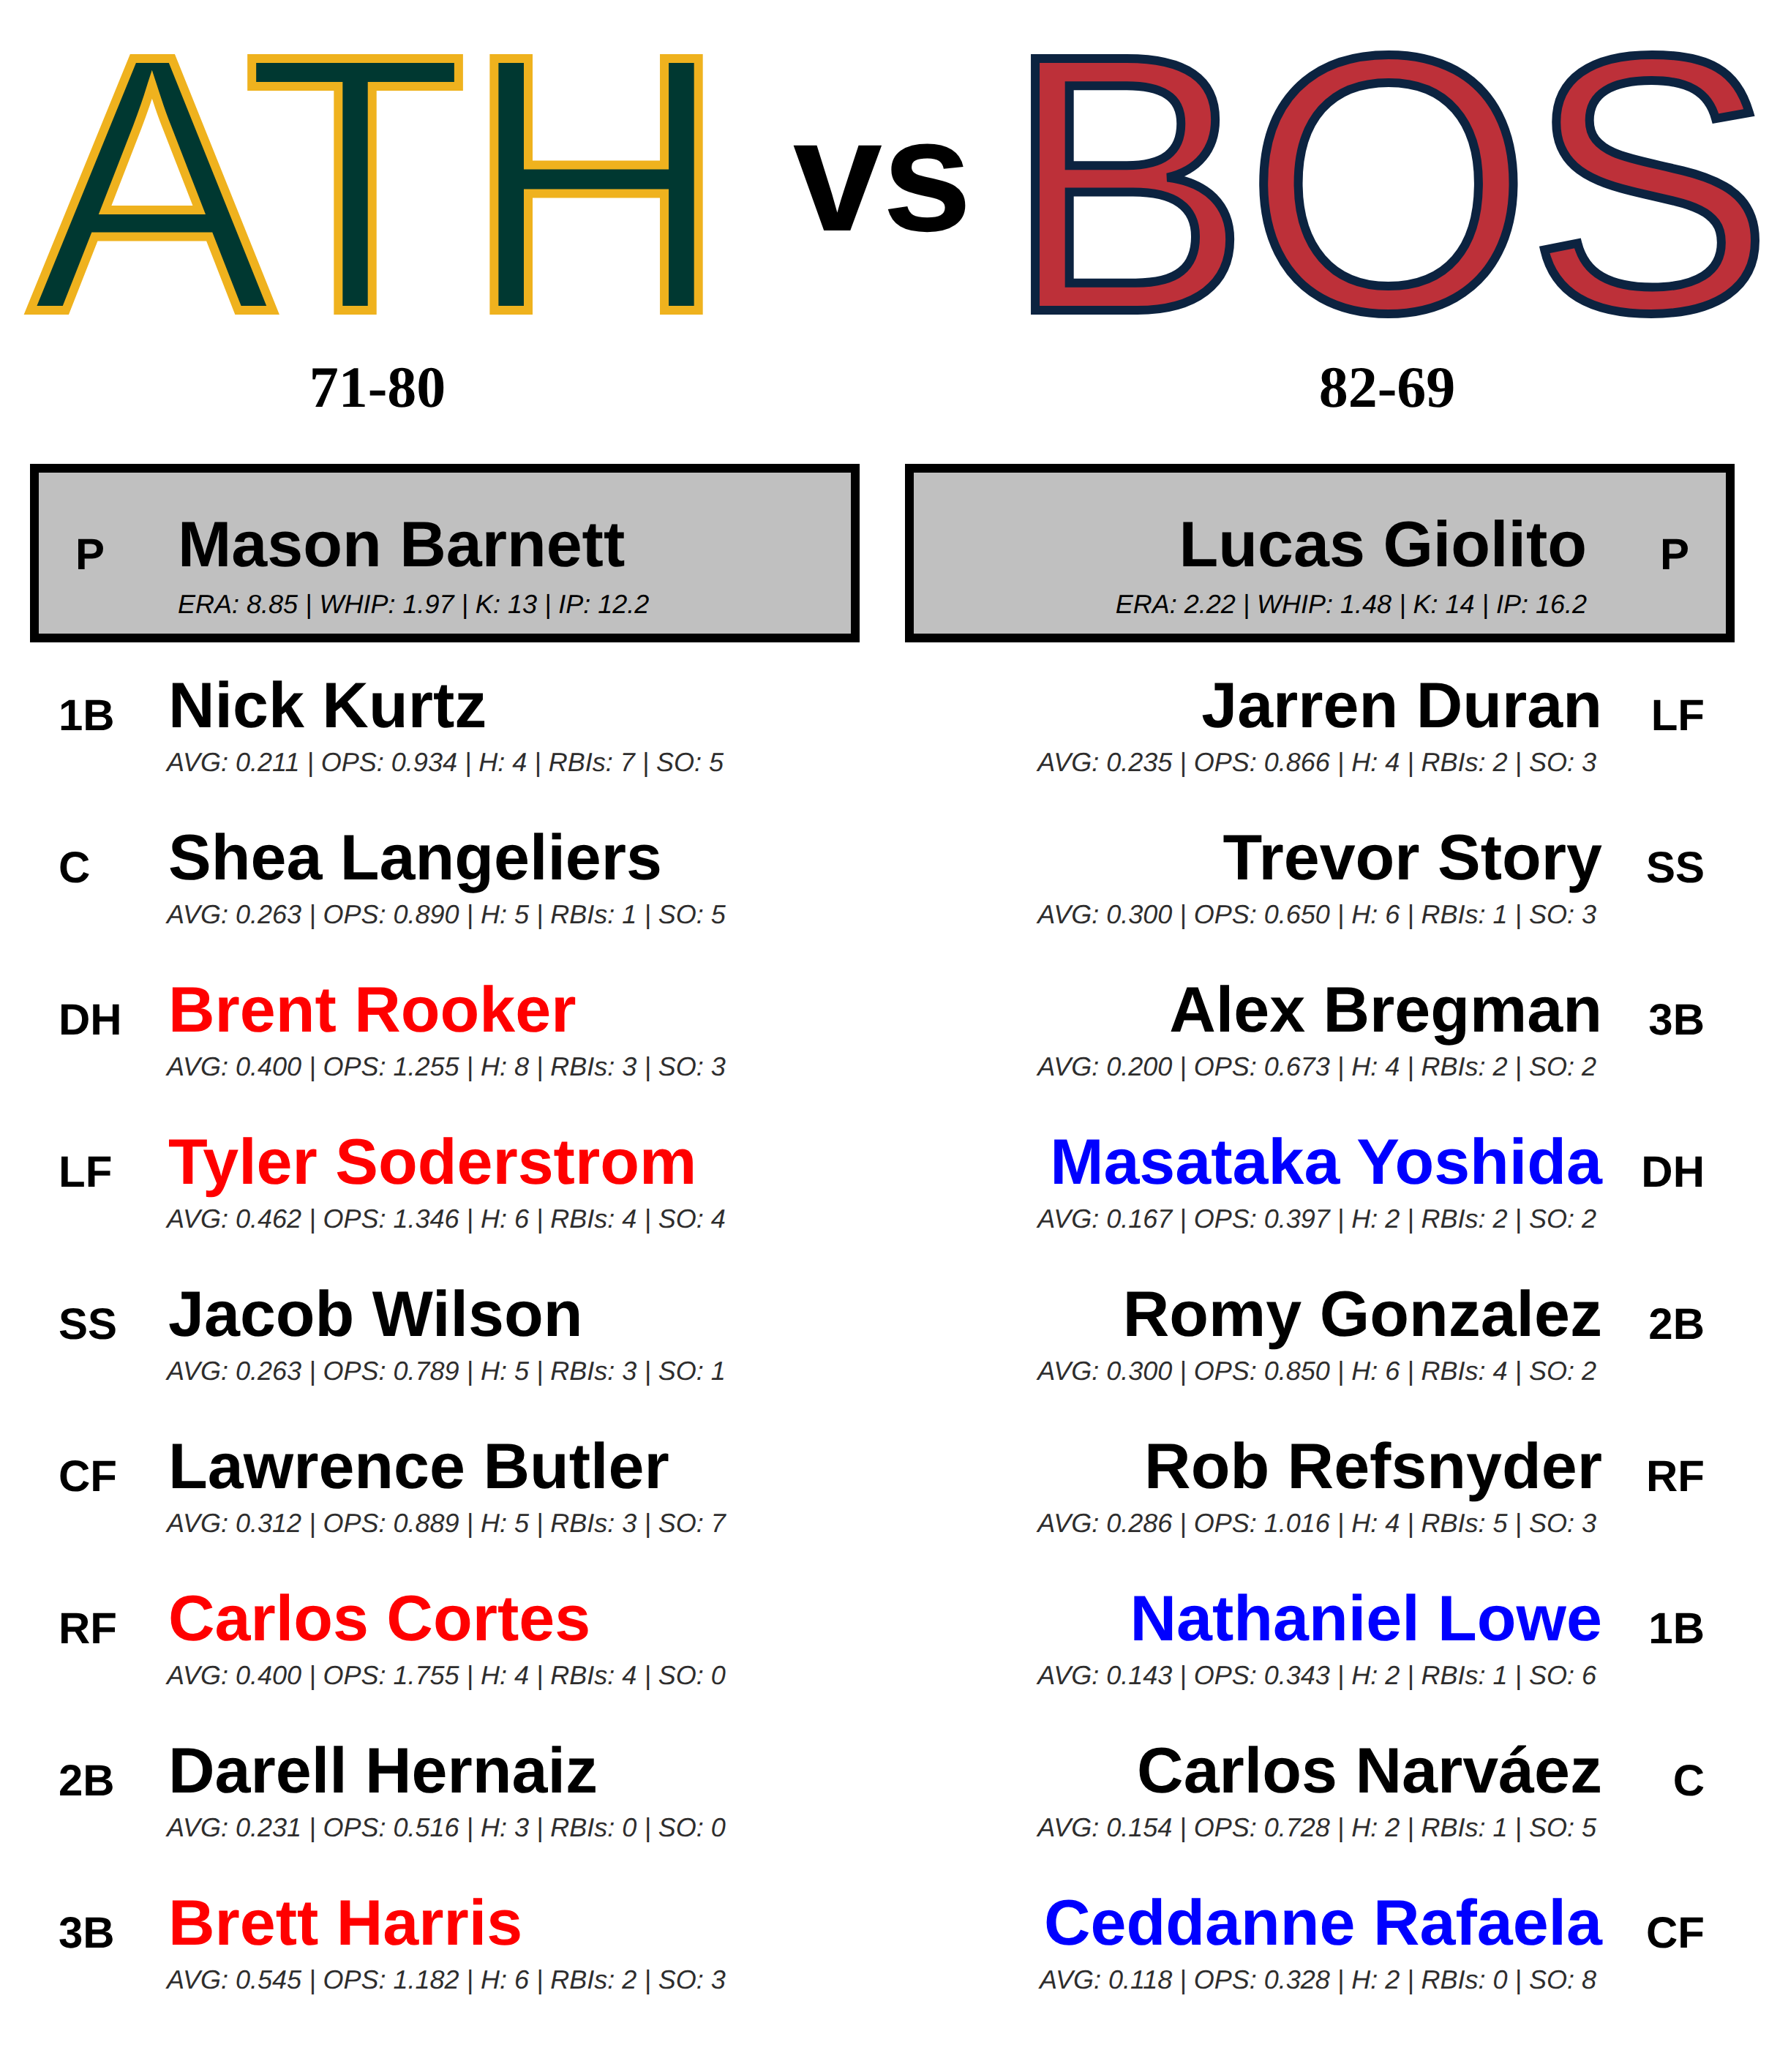 ATH vs BOS
71-80 82-69
P Mason Barnett
ERA: 8.85 | WHIP: 1.97 | K: 13 | IP: 12.2
Lucas Giolito P
ERA: 2.22 | WHIP: 1.48 | K: 14 | IP: 16.2
1B Nick Kurtz
AVG: 0.211 | OPS: 0.934 | H: 4 | RBIs: 7 | SO: 5
C Shea Langeliers
AVG: 0.263 | OPS: 0.890 | H: 5 | RBIs: 1 | SO: 5
DH Brent Rooker
AVG: 0.400 | OPS: 1.255 | H: 8 | RBIs: 3 | SO: 3
LF Tyler Soderstrom
AVG: 0.462 | OPS: 1.346 | H: 6 | RBIs: 4 | SO: 4
SS Jacob Wilson
AVG: 0.263 | OPS: 0.789 | H: 5 | RBIs: 3 | SO: 1
CF Lawrence Butler
AVG: 0.312 | OPS: 0.889 | H: 5 | RBIs: 3 | SO: 7
RF Carlos Cortes
AVG: 0.400 | OPS: 1.755 | H: 4 | RBIs: 4 | SO: 0
2B Darell Hernaiz
AVG: 0.231 | OPS: 0.516 | H: 3 | RBIs: 0 | SO: 0
3B Brett Harris
AVG: 0.545 | OPS: 1.182 | H: 6 | RBIs: 2 | SO: 3
Jarren Duran LF
AVG: 0.235 | OPS: 0.866 | H: 4 | RBIs: 2 | SO: 3
Trevor Story SS
AVG: 0.300 | OPS: 0.650 | H: 6 | RBIs: 1 | SO: 3
Alex Bregman 3B
AVG: 0.200 | OPS: 0.673 | H: 4 | RBIs: 2 | SO: 2
Masataka Yoshida DH
AVG: 0.167 | OPS: 0.397 | H: 2 | RBIs: 2 | SO: 2
Romy Gonzalez 2B
AVG: 0.300 | OPS: 0.850 | H: 6 | RBIs: 4 | SO: 2
Rob Refsnyder RF
AVG: 0.286 | OPS: 1.016 | H: 4 | RBIs: 5 | SO: 3
Nathaniel Lowe 1B
AVG: 0.143 | OPS: 0.343 | H: 2 | RBIs: 1 | SO: 6
Carlos Narváez C
AVG: 0.154 | OPS: 0.728 | H: 2 | RBIs: 1 | SO: 5
Ceddanne Rafaela CF
AVG: 0.118 | OPS: 0.328 | H: 2 | RBIs: 0 | SO: 8